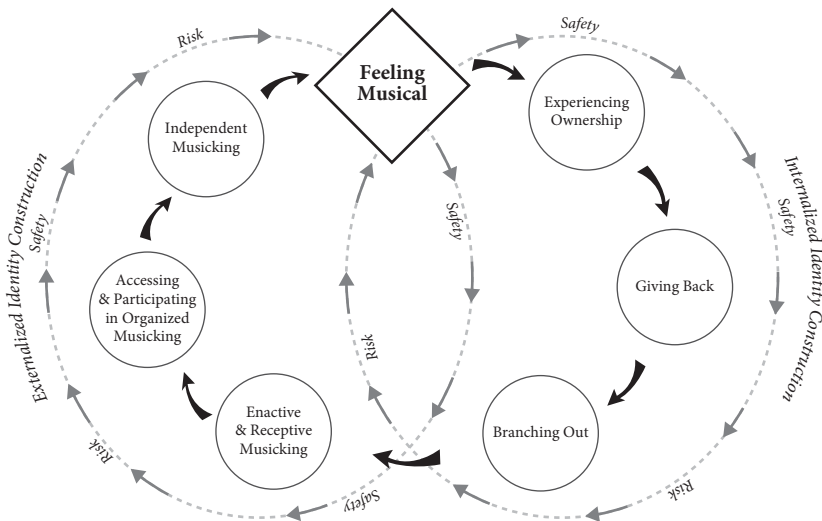 Risk
Feeling
Musical
Safety
Independent
Musicking
Experiencing
Ownership
Externalized Identity Construction
Safety
Safety
Safety
Internalized Identity Construction
Accessing
& Participating
in Organized
Musicking
Giving Back
Risk
Enactive
& Receptive
Musicking
Branching Out
Risk
Safety
Risk